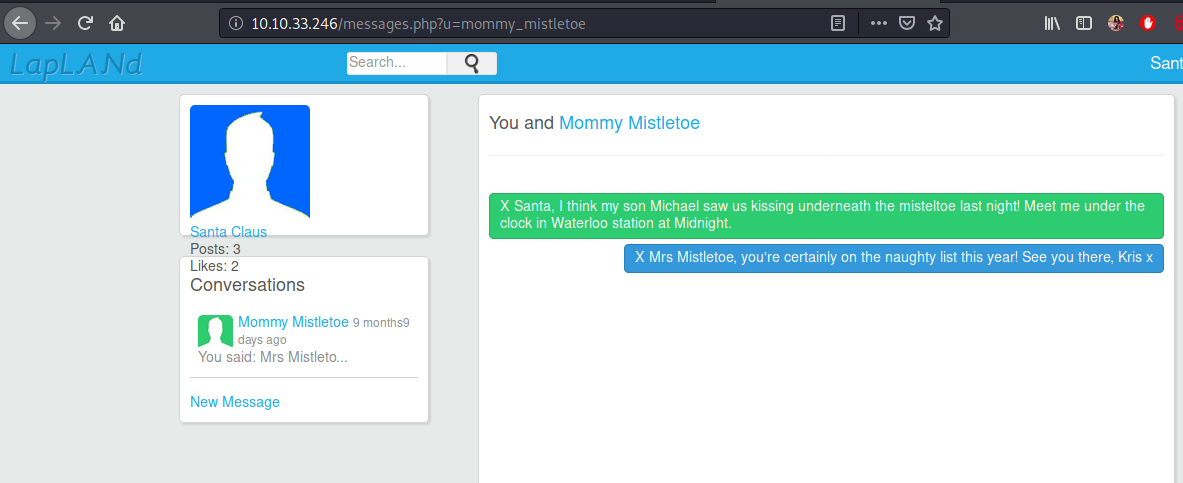 10.10.33.246/messages.php?u=mommy_mistletoe
LapLANd
Search...
Sant
Santa Claus
Posts: 3
Likes: 2
Conversations
Mommy Mistletoe 9 months9
days ago
You said: Mrs Mistleto...
New Message
You and Mommy Mistletoe
X Santa, I think my son Michael saw us kissing underneath the misteltoe last night! Meet me under the
clock in Waterloo station at Midnight.
X Mrs Mistletoe, you're certainly on the naughty list this year! See you there, Kris x